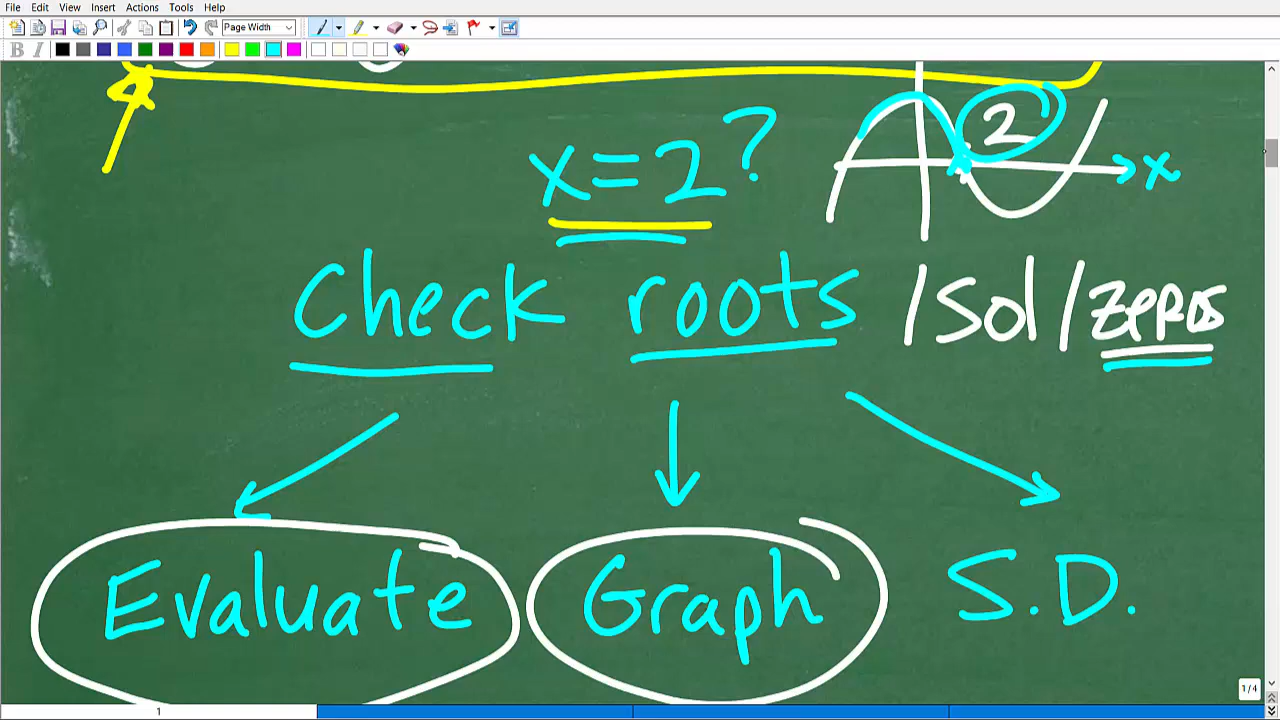 File Edit View Insert Actions Tools Help
Page Width
B I
x=2?
2
x
Check roots /Sol/zeros
Evaluate Graph S.D.
1/4
1